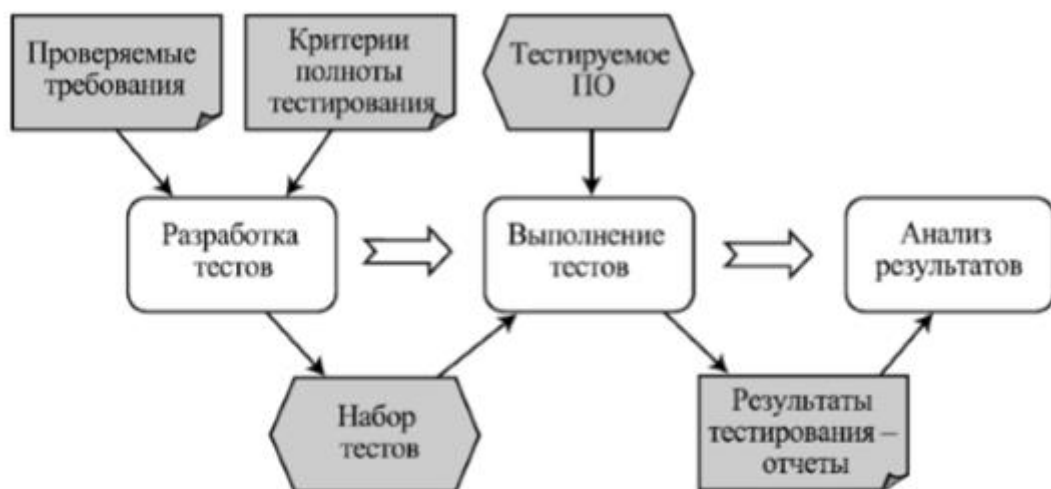 Проверяемые
требования
Критерии
полноты
тестирования
Тестируемое
ПО
Разработка
тестов
Выполнение
тестов
Анализ
результатов
Набор
тестов
Результаты
тестирования –
отчеты